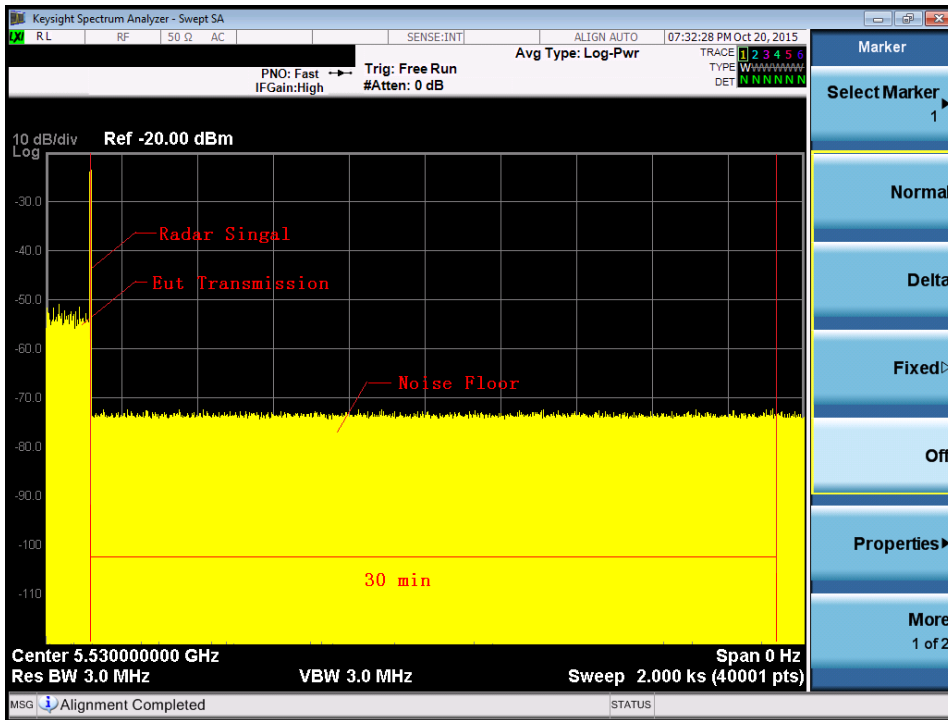 Keysight Spectrum Analyzer - Swept SA
LXI RL RF 50 Ω AC SENSE:INT ALIGN AUTO 07:32:28 PM Oct 20, 2015
Avg Type: Log-Pwr TRACE 1 2 3 4 5 6
PNO: Fast Trig: Free Run TYPE WWWWWW
IFGain:High #Atten: 0 dB DET N N N N N N
10 dB/div Ref -20.00 dBm
Log
-30.0
Radar Singal
-40.0
Eut Transmission
-50.0
-60.0
Noise Floor
-70.0
-80.0
-90.0
-100
30 min
-110
Center 5.530000000 GHz Span 0 Hz
Res BW 3.0 MHz VBW 3.0 MHz Sweep 2.000 ks (40001 pts)
MSG Alignment Completed STATUS
Marker
Select Marker
1
Normal
Delta
Fixed
Off
Properties
More
1 of 2